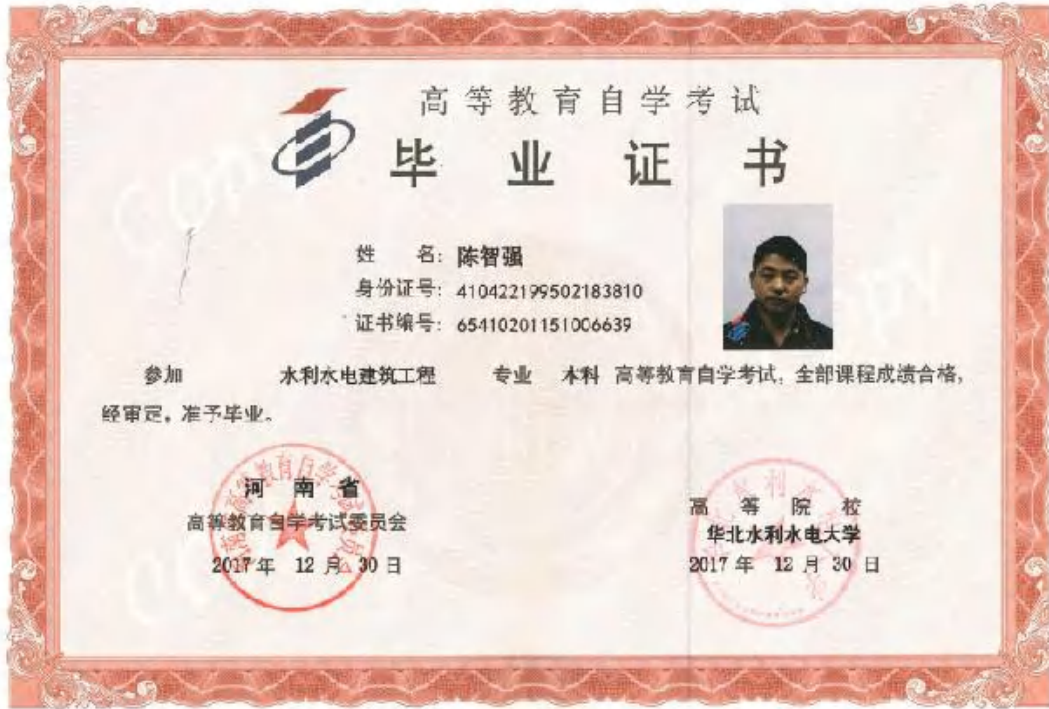 高等教育自学考试
毕业证书
姓 名：陈智强
身份证号：410422199502183810
证书编号：65410201151006639
参加 水利水电建筑工程 专业 本科 高等教育自学考试，全部课程成绩合格，
经审定，准予毕业。
河南省
高等教育自学考试委员会
2017年 12月 30日
高等院校
华北水利水电大学
2017年 12月 30日
Copy